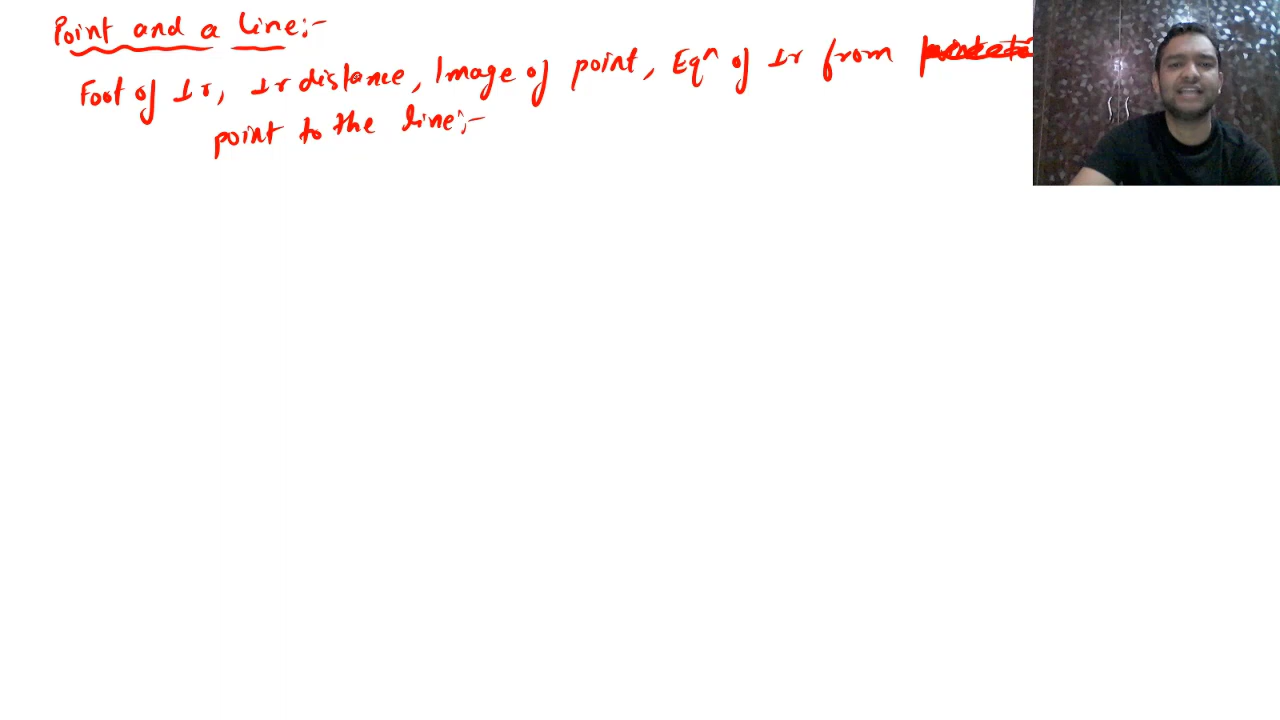 Point and a line:-
Foot of ⊥r, ⊥r distance, Image of point, Eqⁿ of ⊥r from
point to the line:-